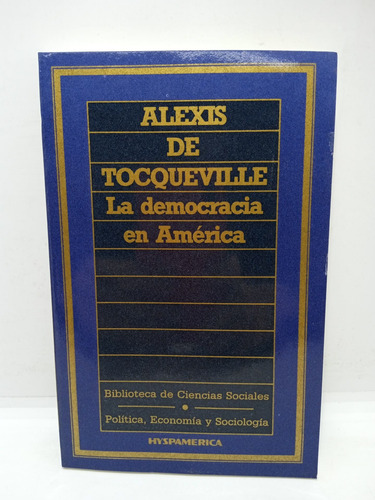 ALEXIS
DE
TOCQUEVILLE
La democracia
en América
Biblioteca de Ciencias Sociales
•
Política, Economía y Sociología
HYSPAMERICA